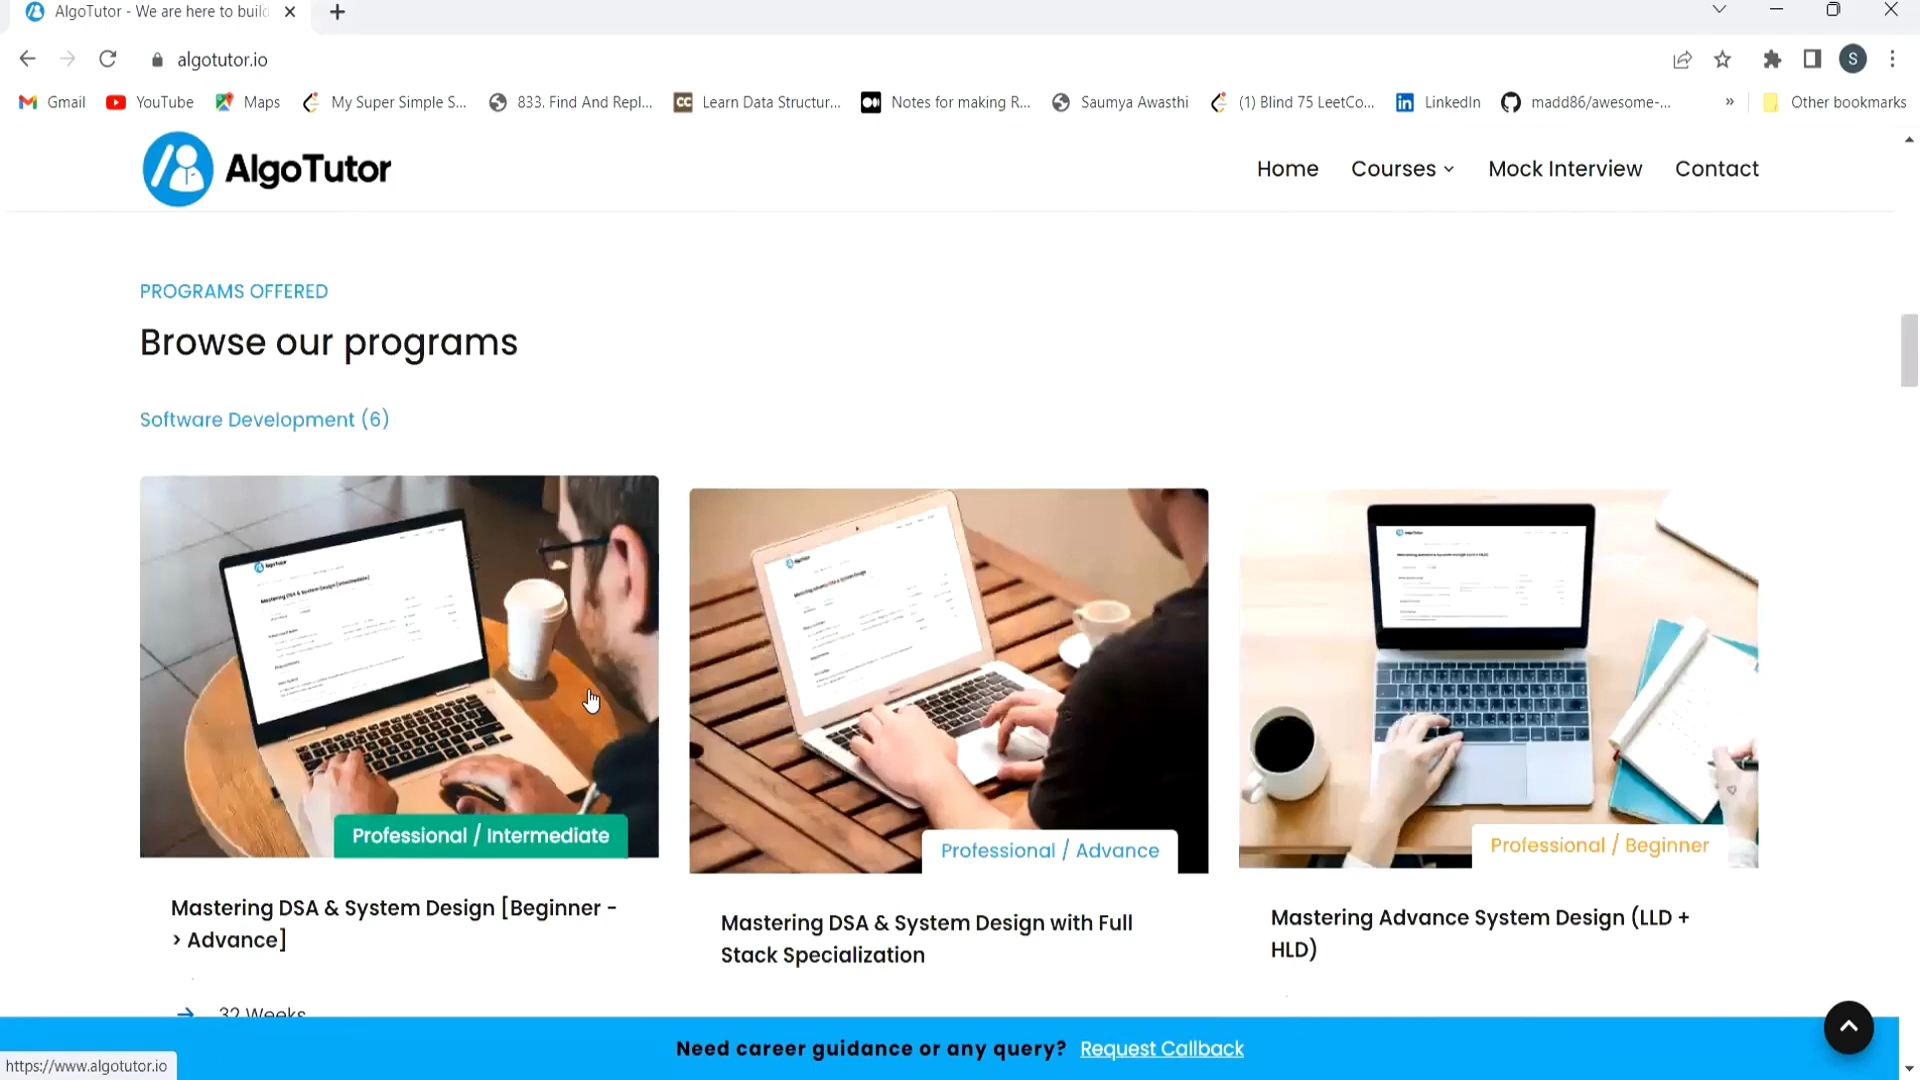 AlgoTutor - We are here to build
algotutor.io
Gmail YouTube Maps My Super Simple S... 833. Find And Repl... Learn Data Structur... Notes for making R... Saumya Awasthi (1) Blind 75 LeetCo... LinkedIn madd86/awesome-... » Other bookmarks
S
AlgoTutor
Home Courses Mock Interview Contact
PROGRAMS OFFERED
Browse our programs
Software Development (6)
Professional / Intermediate
Professional / Advance
Professional / Beginner
Mastering DSA & System Design [Beginner -
> Advance]
Mastering DSA & System Design with Full
Stack Specialization
Mastering Advance System Design (LLD +
HLD)
32 Weeks
Need career guidance or any query? Request Callback
https://www.algotutor.io